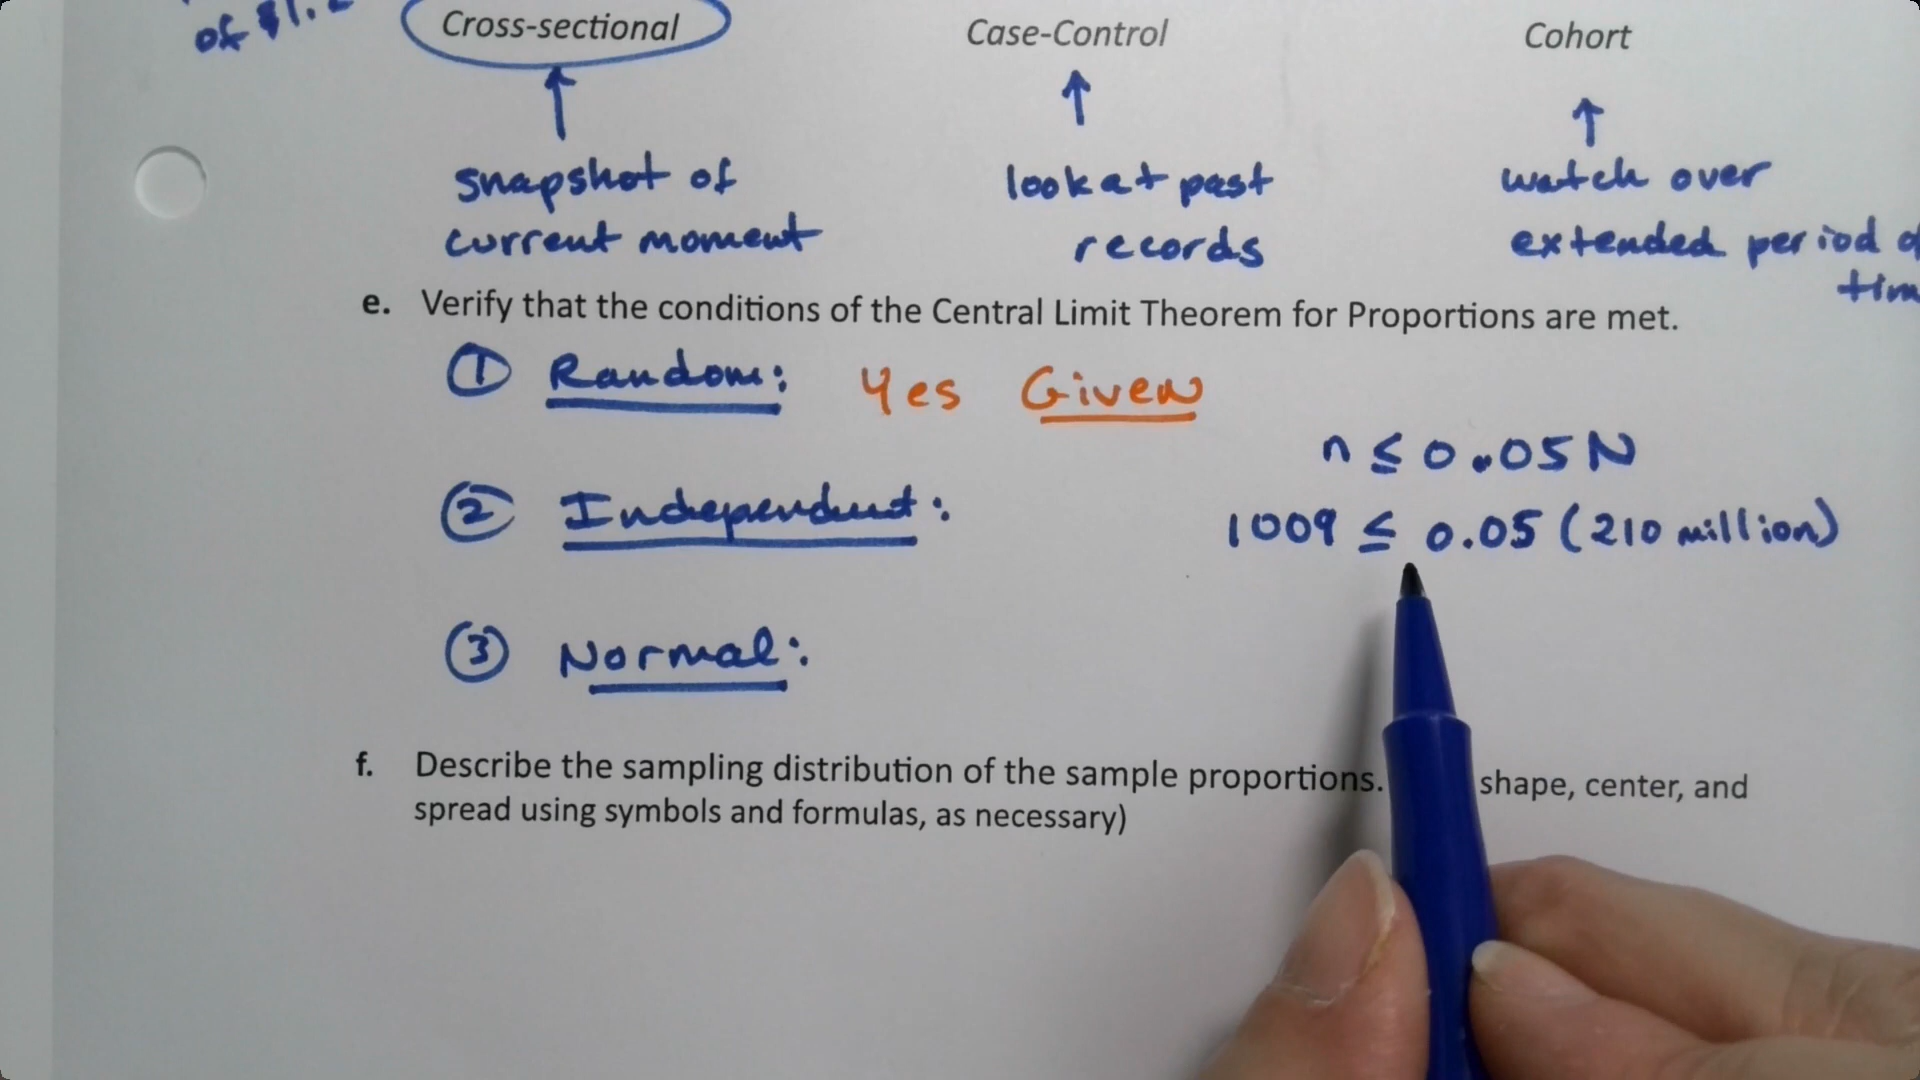 of $1.2
Cross-sectional Case-Control Cohort
↑ ↑ ↑
snapshot of look at past watch over
current moment records extended period
tim
e. Verify that the conditions of the Central Limit Theorem for Proportions are met.
① Random: Yes Given
n ≤ 0.05N
② Independent: 1009 ≤ 0.05 (210 million)
③ Normal:
f. Describe the sampling distribution of the sample proportions. shape, center, and
spread using symbols and formulas, as necessary)